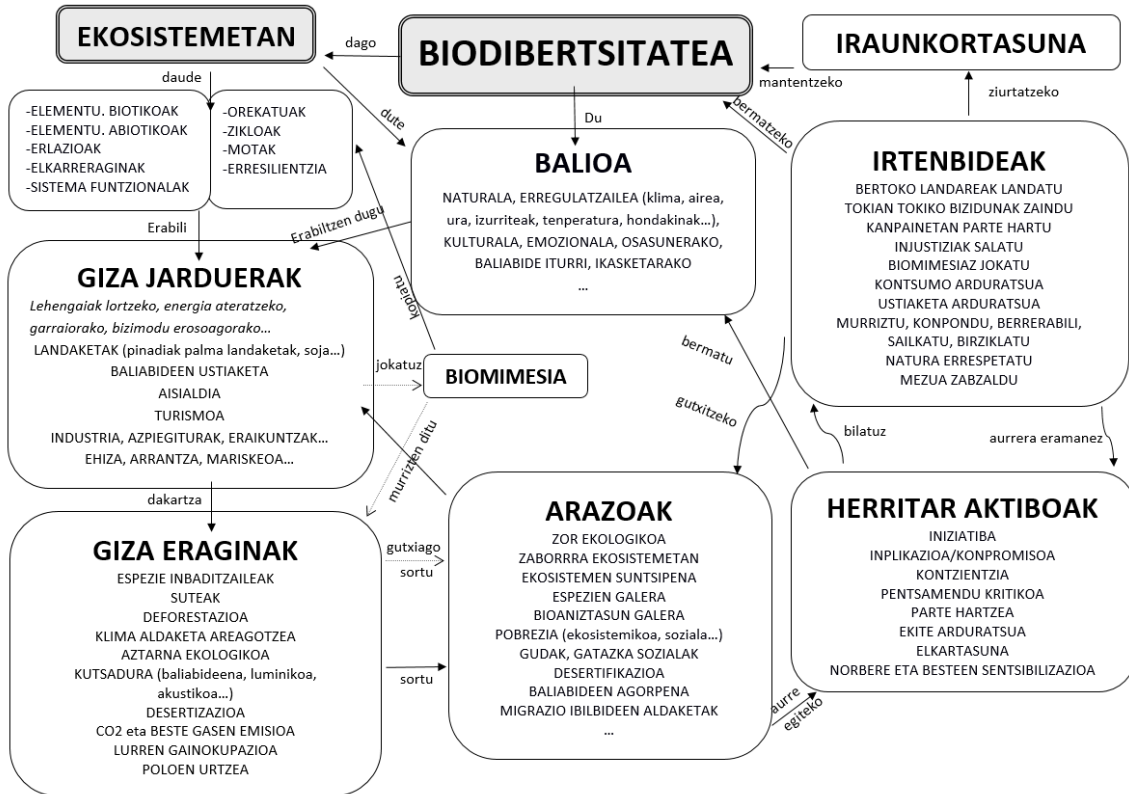 EKOSISTEMETAN
dago
BIODIBERTSITATEA
IRAUNKORTASUNA
mantentzeko
daude
ziurtatzeko
-ELEMENTU. BIOTIKOAK
-ELEMENTU. ABIOTIKOAK
-ERLAZIOAK
-ELKARRERAGINAK
-SISTEMA FUNTZIONALAK
-OREKATUAK
-ZIKLOAK
-MOTAK
-ERRESILIENTZIA
dute
Du
bermatzeko
BALIOA
NATURALA, ERREGULATZAILEA (klima, airea,
ura, izurriteak, tenperatura, hondakinak...),
KULTURALA, EMOZIONALA, OSASUNERAKO,
BALIABIDE ITURRI, IKASKETARAKO
...
IRTENBIDEAK
BERTOKO LANDAREAK LANDATU
TOKIAN TOKIKO BIZIDUNAK ZAINDU
KANPAINETAN PARTE HARTU
INJUSTIZIAK SALATU
BIOMIMESIAZ JOKATU
KONTSUMO ARDURATSUA
USTIAKETA ARDURATSUA
MURRIZTU, KONPONDU, BERRERABILI,
SAILKATU, BIRZIKLATU
NATURA ERRESPETATU
MEZUA ZABZALDU
Erabili
Erabiltzen dugu
kopiatu
GIZA JARDUERAK
Lehengaiak lortzeko, energia ateratzeko,
garraiorako, bizimodu erosoagorako...
LANDAKETAK (pinadiak palma landaketak, soja...)
BALIABIDEEN USTIAKETA
AISIALDIA
TURISMOA
INDUSTRIA, AZPIEGITURAK, ERAIKUNTZAK...
EHIZA, ARRANTZA, MARISKEOA...
jokatuz
BIOMIMESIA
bermatu
gutxitzeko
bilatuz
aurrera eramanez
murrizten ditu
dakartza
GIZA ERAGINAK
ESPEZIE INBADITZAILEAK
SUTEAK
DEFORESTAZIOA
KLIMA ALDAKETA AREAGOTZEA
AZTARNA EKOLOGIKOA
KUTSADURA (baliabideena, luminikoa,
akustikoa...)
DESERTIZAZIOA
CO2 eta BESTE GASEN EMISIOA
LURREN GAINOKUPAZIOA
POLOEN URTZEA
gutxiago
sortu
sortu
ARAZOAK
ZOR EKOLOGIKOA
ZABORRRA EKOSISTEMETAN
EKOSISTEMEN SUNTSIPENA
ESPEZIEN GALERA
BIOANIZTASUN GALERA
POBREZIA (ekosistemikoa, soziala...)
GUDAK, GATAZKA SOZIALAK
DESERTIFIKAZIOA
BALIABIDEEN AGORPENA
MIGRAZIO IBILBIDEEN ALDAKETAK
...
aurre
egiteko
HERRITAR AKTIBOAK
INIZIATIBA
INPLIKAZIOA/KONPROMISOA
KONTZIENTZIA
PENTSAMENDU KRITIKOA
PARTE HARTZEA
EKITE ARDURATSUA
ELKARTASUNA
NORBERE ETA BESTEEN SENTSIBILIZAZIOA